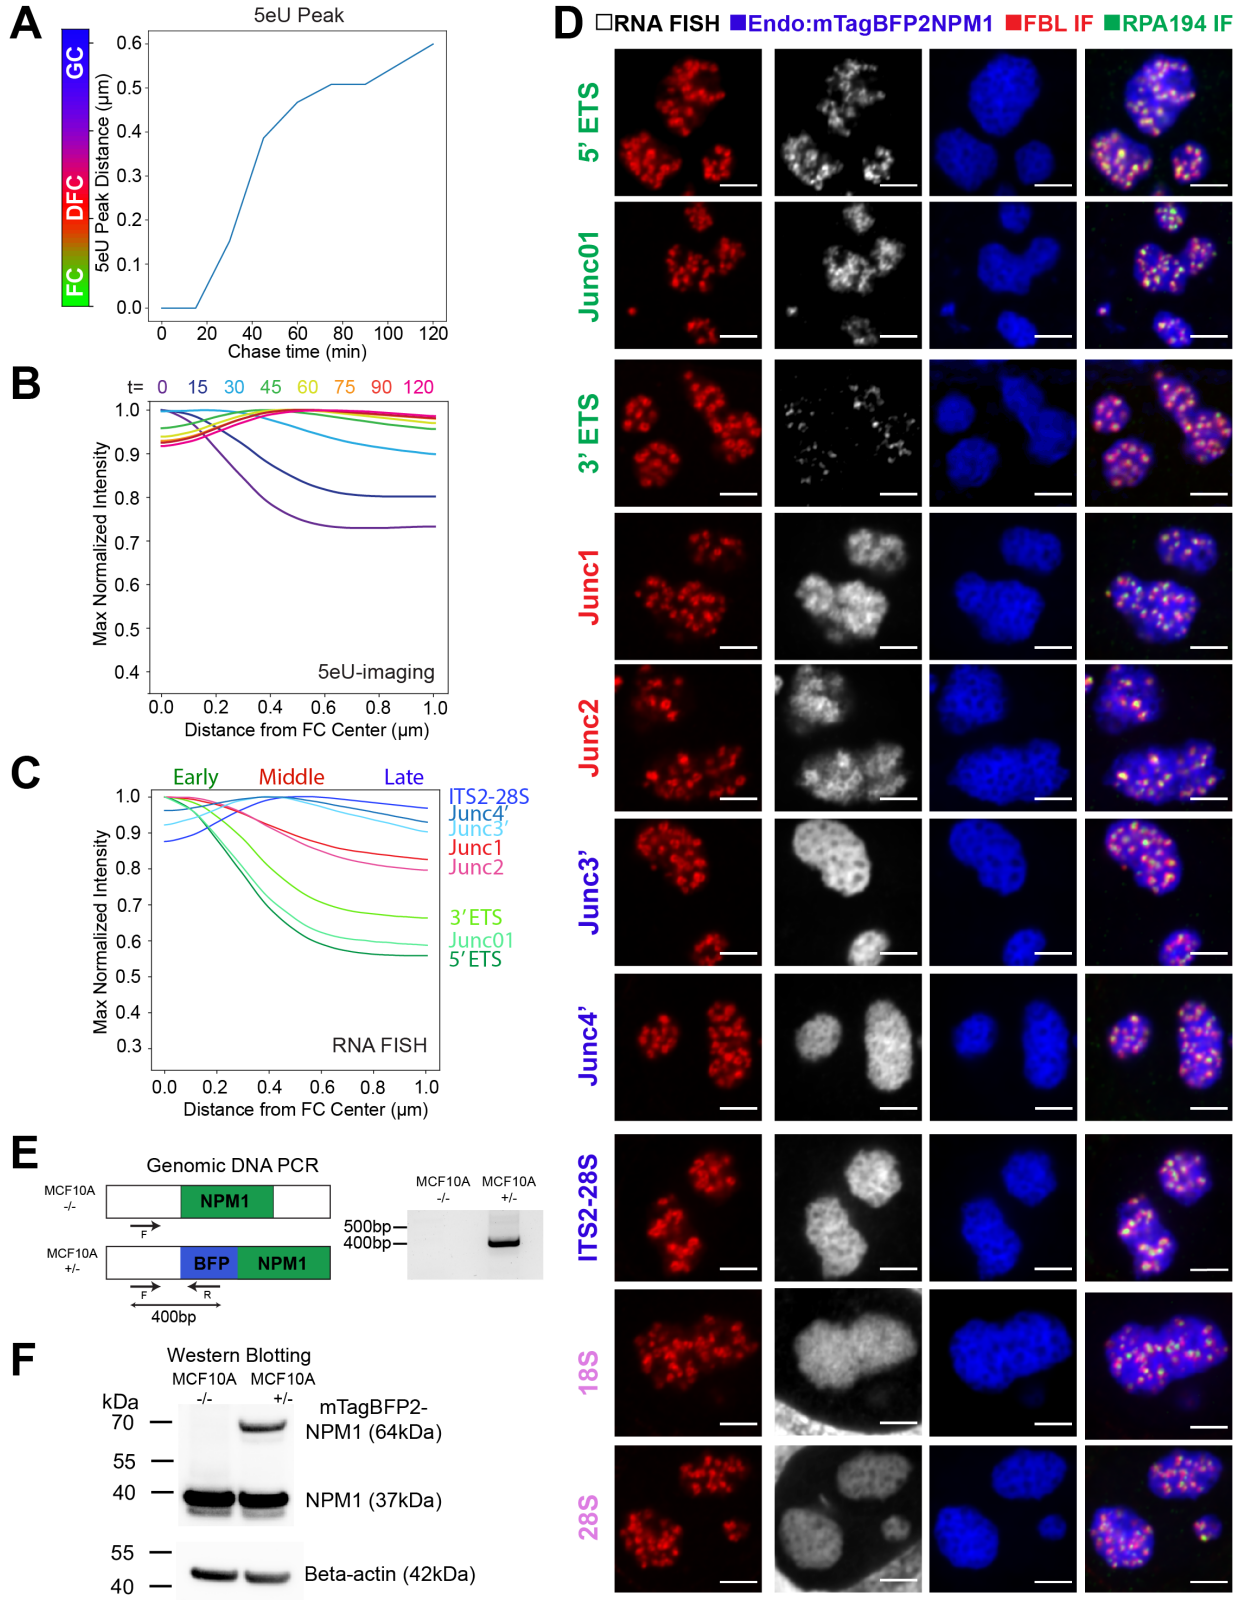 A
5eU Peak
GC
DFC
FC
5eU Peak Distance (μm)
0.6
0.5
0.4
0.3
0.2
0.1
0.0
0 20 40 60 80 100 120
Chase time (min)
B
t= 0 15 30 45 60 75 90 120
Max Normalized Intensity
1.0
0.9
0.8
0.7
0.6
0.5
0.4
5eU-imaging
0.0 0.2 0.4 0.6 0.8 1.0
Distance from FC Center (μm)
C
Early Middle Late
Max Normalized Intensity
1.0
0.9
0.8
0.7
0.6
0.5
0.4
0.3
ITS2-28S
Junc4'
Junc3'
Junc1
Junc2
3'ETS
Junc01
5'ETS
RNA FISH
0.0 0.2 0.4 0.6 0.8 1.0
Distance from FC Center (μm)
D
RNA FISH Endo:mTagBFP2NPM1 FBL IF RPA194 IF
5' ETS
Junc01
3' ETS
Junc1
Junc2
Junc3'
Junc4'
ITS2-28S
18S
28S
E
Genomic DNA PCR
MCF10A
-/-
NPM1
F
MCF10A
+/-
BFP NPM1
F R
400bp
MCF10A
-/-
MCF10A
+/-
500bp
400bp
F
Western Blotting
MCF10A
-/-
MCF10A
+/-
kDa
70
55
40
mTagBFP2-
NPM1 (64kDa)
NPM1 (37kDa)
55
40
Beta-actin (42kDa)